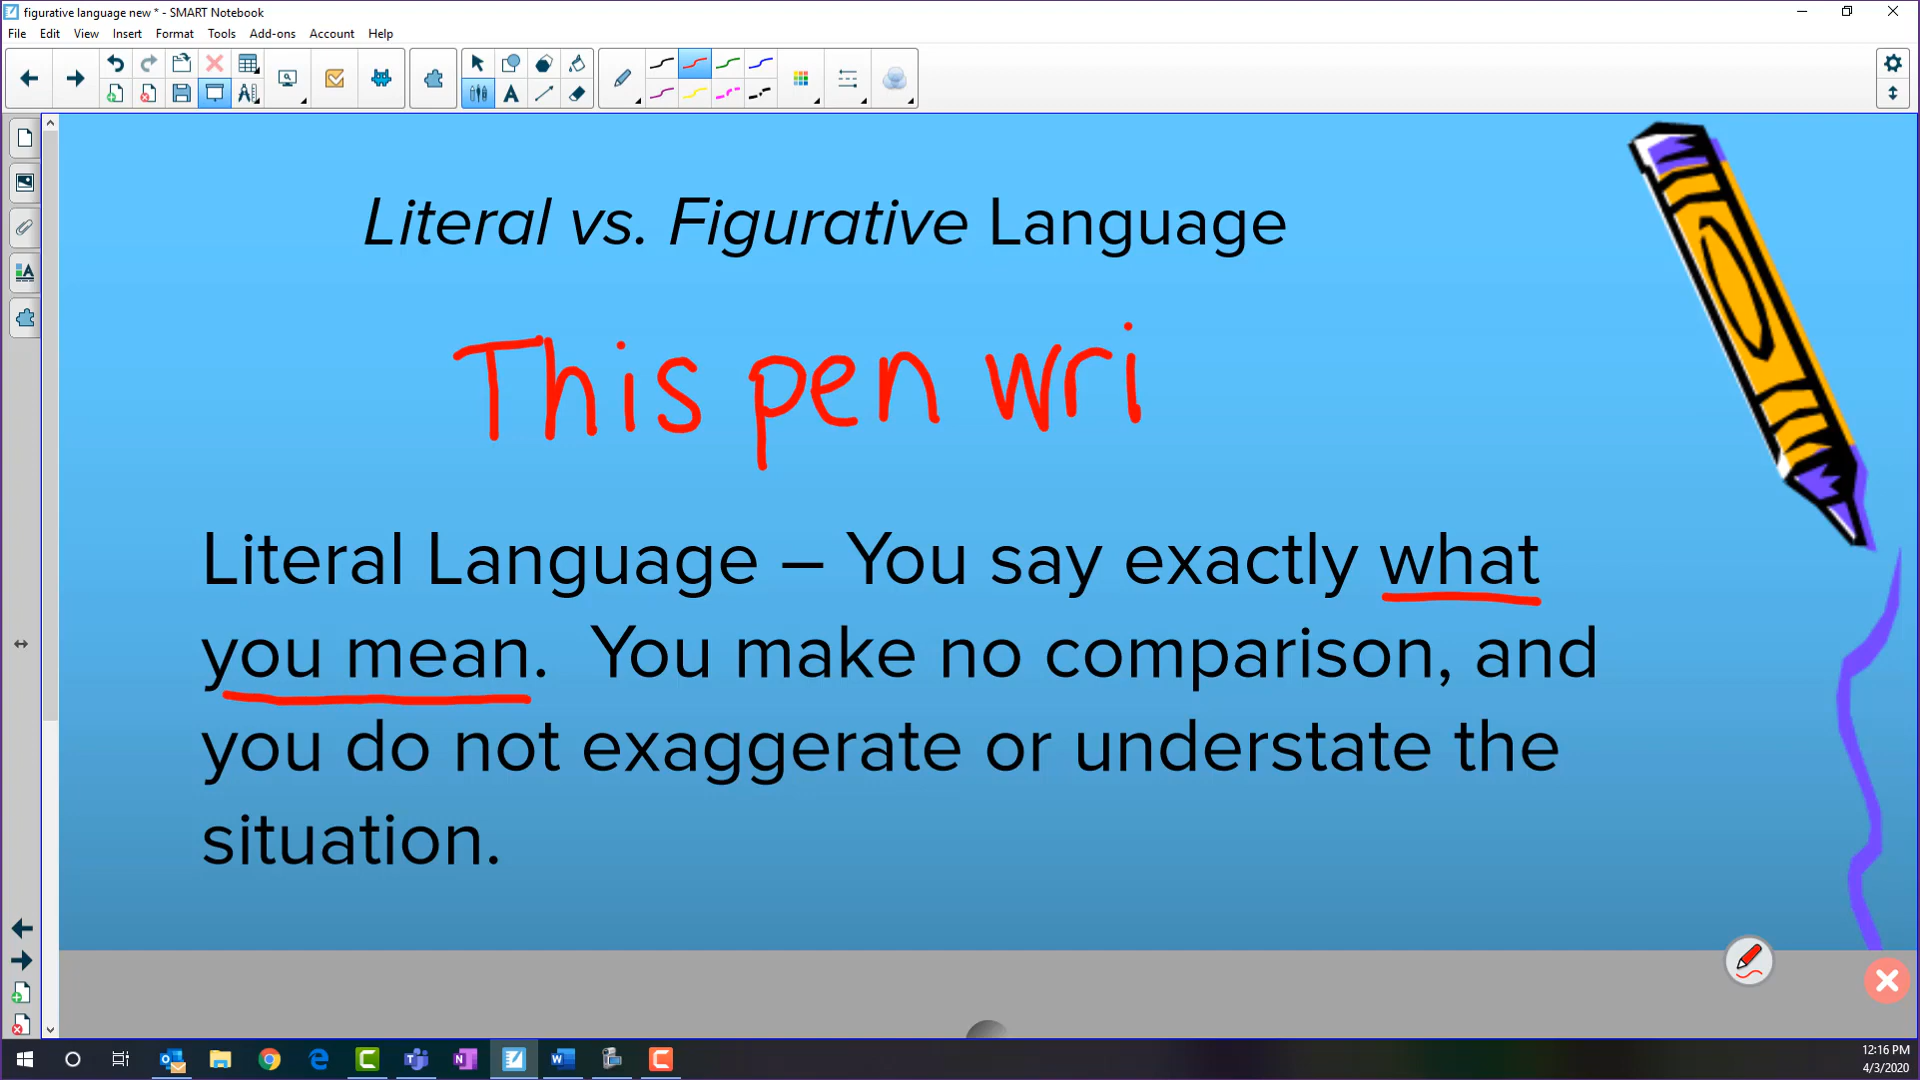 figurative language new * - SMART Notebook
File Edit View Insert Format Tools Add-ons Account Help
Literal vs. Figurative Language
This pen wri
Literal Language – You say exactly what
you mean.  You make no comparison, and
you do not exaggerate or understate the
situation.
12:16 PM
4/3/2020